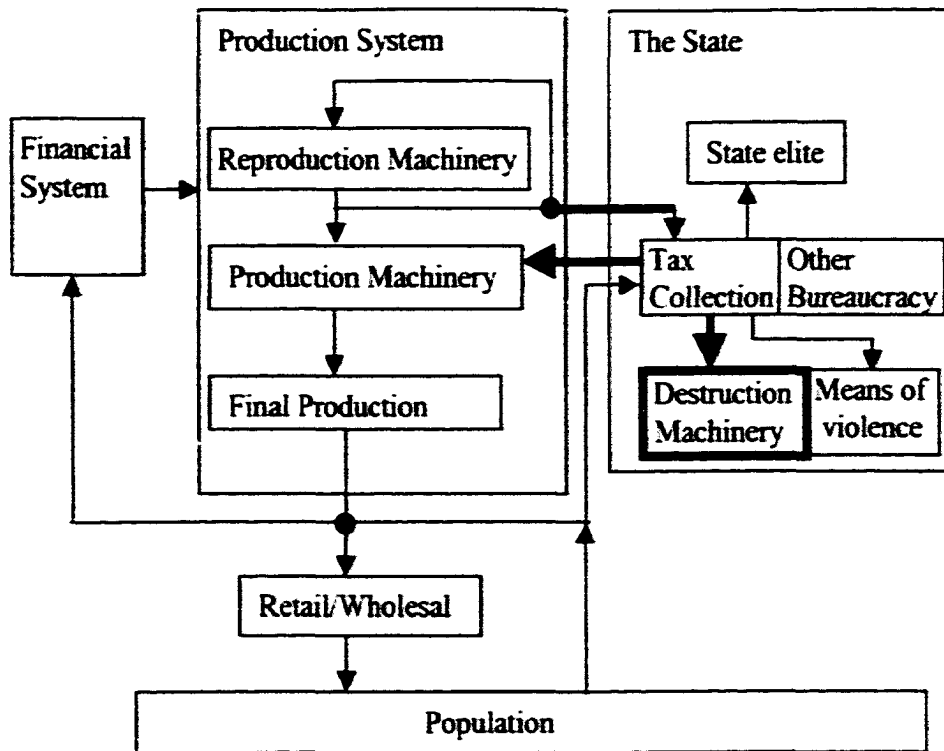 Production System
The State
Financial
System
Reproduction Machinery
State elite
Production Machinery
Tax
Collection
Other
Bureaucracy
Final Production
Destruction
Machinery
Means of
violence
Retail/Wholesal
Population